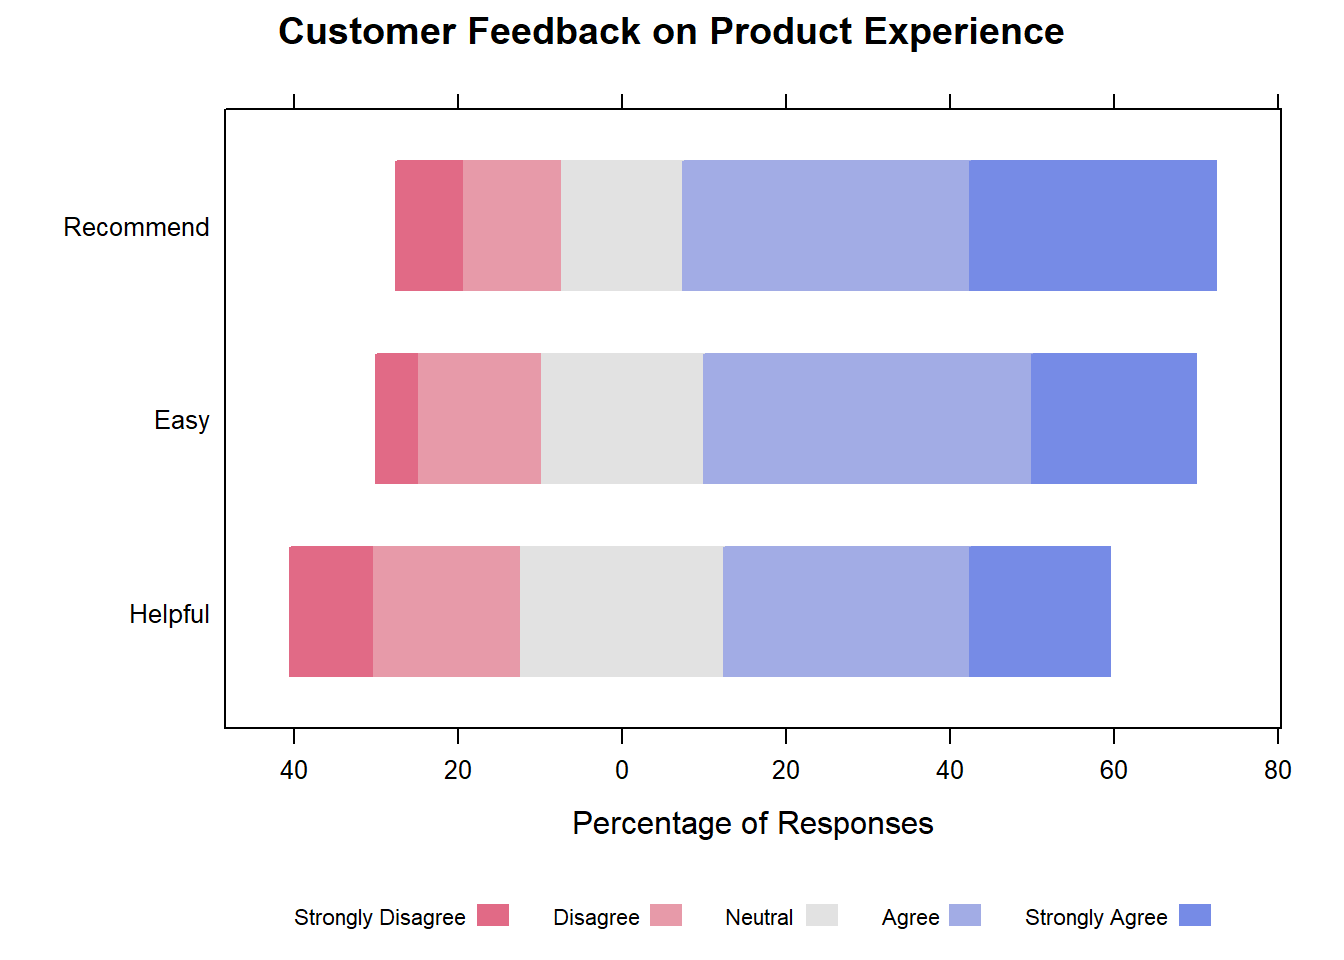 Customer Feedback on Product Experience
Recommend
Easy
Helpful
40 20 0 20 40 60 80
Percentage of Responses
Strongly Disagree Disagree Neutral Agree Strongly Agree